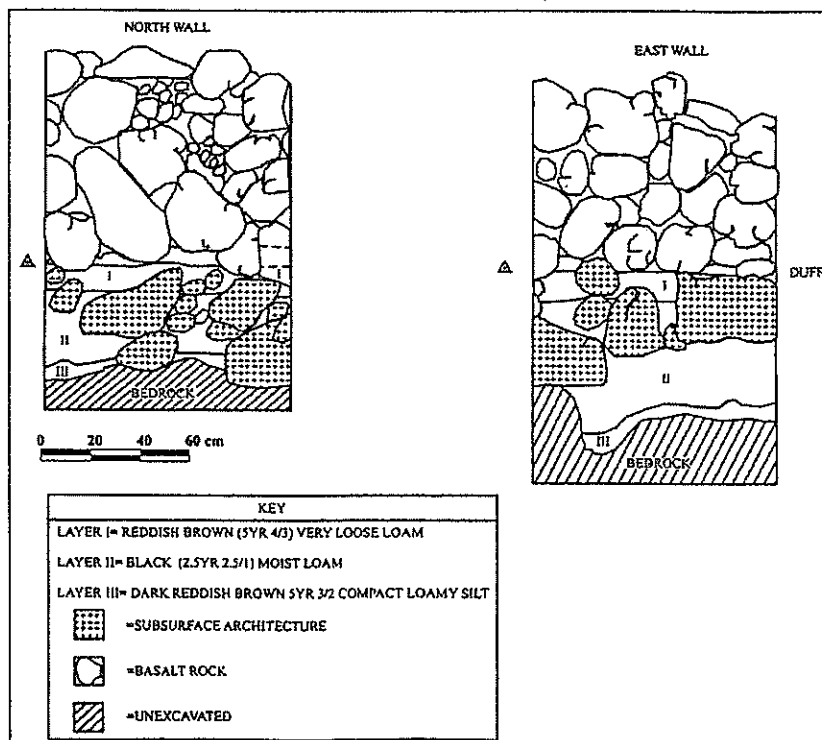 NORTH WALL
EAST WALL
DUFF
I
I
I
II
III
BEDROCK
II
III
BEDROCK
0 20 40 60 cm
KEY
LAYER I= REDDISH BROWN (5YR 4/3) VERY LOOSE LOAM
LAYER II= BLACK (2.5YR 2.5/1) MOIST LOAM
LAYER III= DARK REDDISH BROWN 5YR 3/2 COMPACT LOAMY SILT
=SUBSURFACE ARCHITECTURE
=BASALT ROCK
=UNEXCAVATED